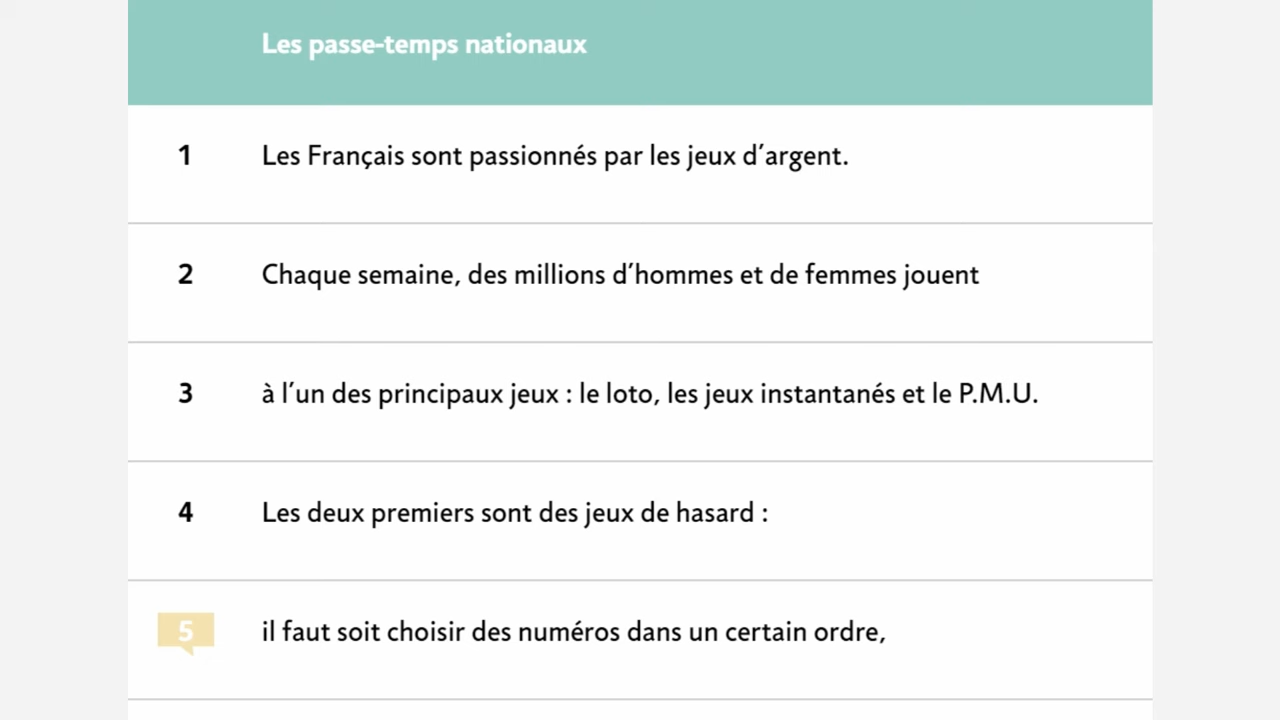 Les passe-temps nationaux
1 Les Français sont passionnés par les jeux d'argent.
2 Chaque semaine, des millions d'hommes et de femmes jouent
3 à l'un des principaux jeux : le loto, les jeux instantanés et le P.M.U.
4 Les deux premiers sont des jeux de hasard :
5 il faut soit choisir des numéros dans un certain ordre,